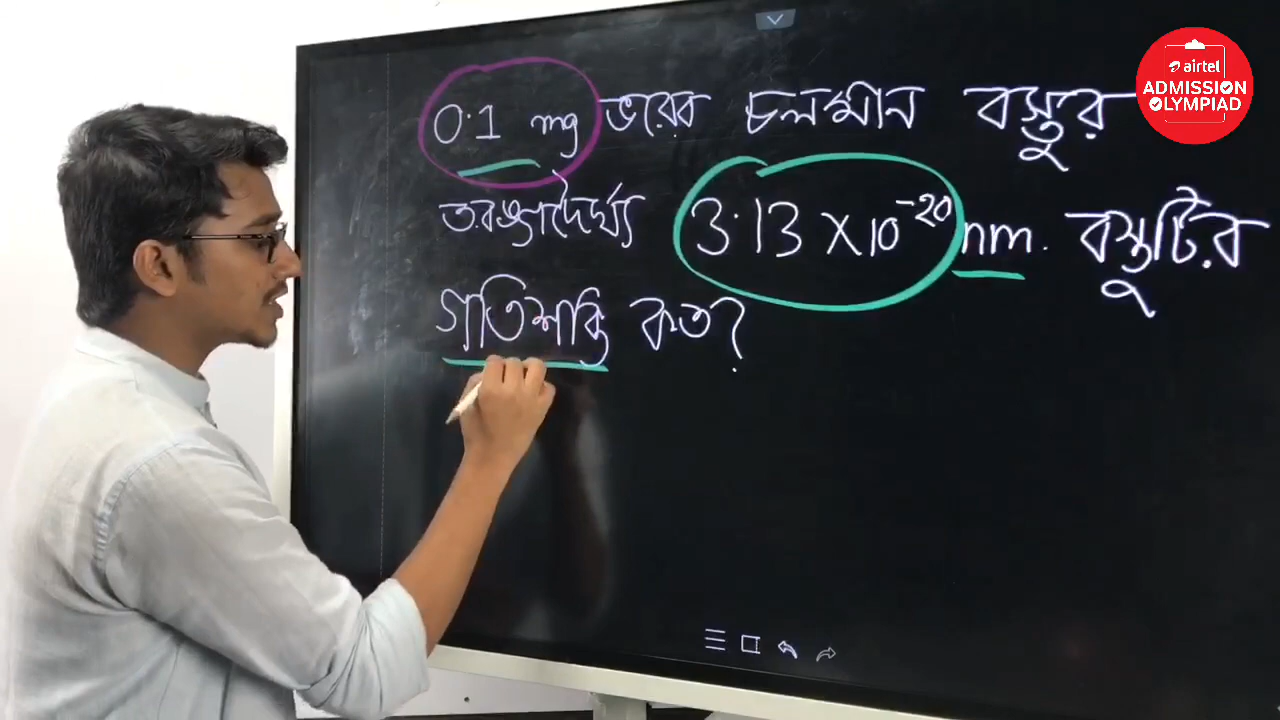 airtel
ADMISSION
OLYMPIAD
0.1 mg ভরের চলমান বস্তুর
তরঙ্গদৈর্ঘ্য 3.13 X 10⁻²⁰ nm. বস্তুটির
গতিশক্তি কত?